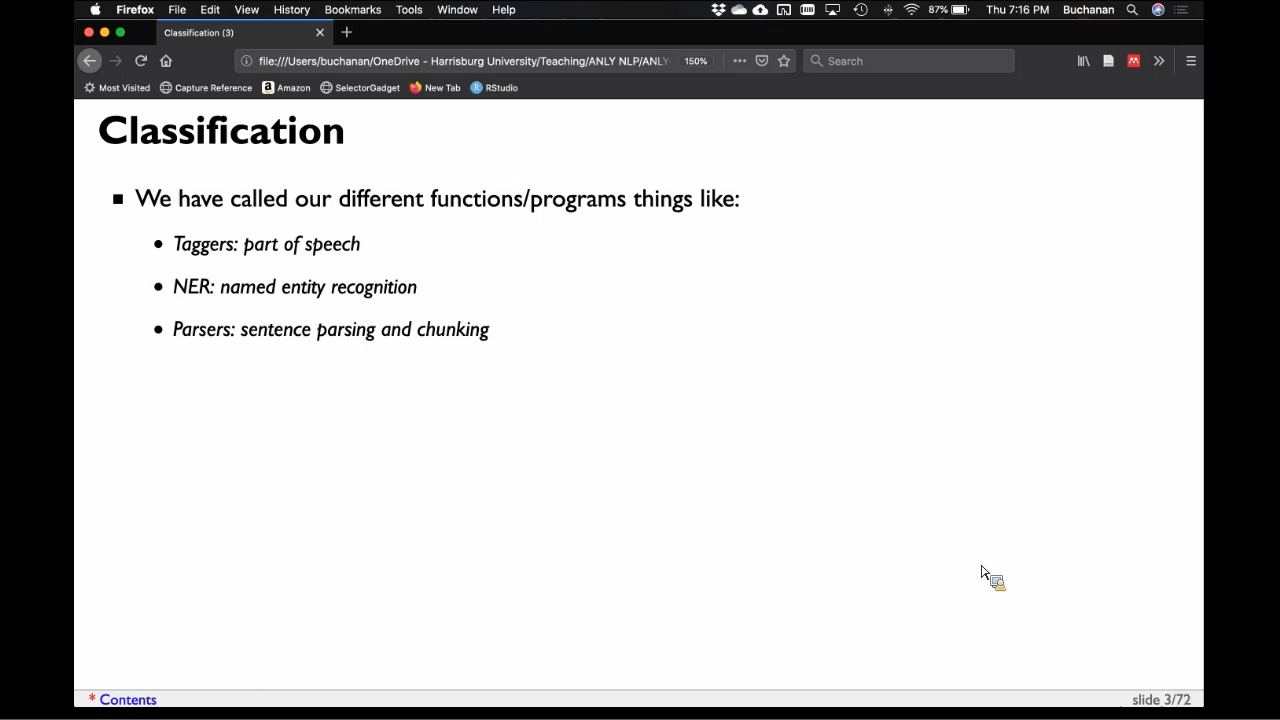 Firefox File Edit View History Bookmarks Tools Window Help 87% Thu 7:16 PM Buchanan
Classification (3)
file:///Users/buchanan/OneDrive - Harrisburg University/Teaching/ANLY NLP/ANLY 150% Search
Most Visited Capture Reference Amazon SelectorGadget New Tab RStudio
Classification
■ We have called our different functions/programs things like:
• Taggers: part of speech
• NER: named entity recognition
• Parsers: sentence parsing and chunking
* Contents slide 3/72